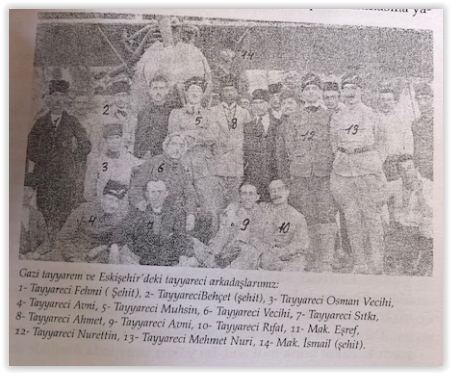 ya-
14
2
5
8
12
13
3
6
4
9
10
Gazi tayyarem ve Eskişehir'deki tayyareci arkadaşlarımız:
1- Tayyareci Fehmi ( Şehit), 2- TayyareciBehçet (şehit), 3- Tayyareci Osman Vecihi,
4- Tayyareci Avni, 5- Tayyareci Muhsin, 6- Tayyareci Vecihi, 7- Tayyareci Sıtkı,
8- Tayyareci Ahmet, 9- Tayyareci Avni, 10- Tayyareci Rıfat, 11- Mak. Eşref,
12- Tayyareci Nurettin, 13- Tayyareci Mehmet Nuri, 14- Mak. İsmail (şehit).